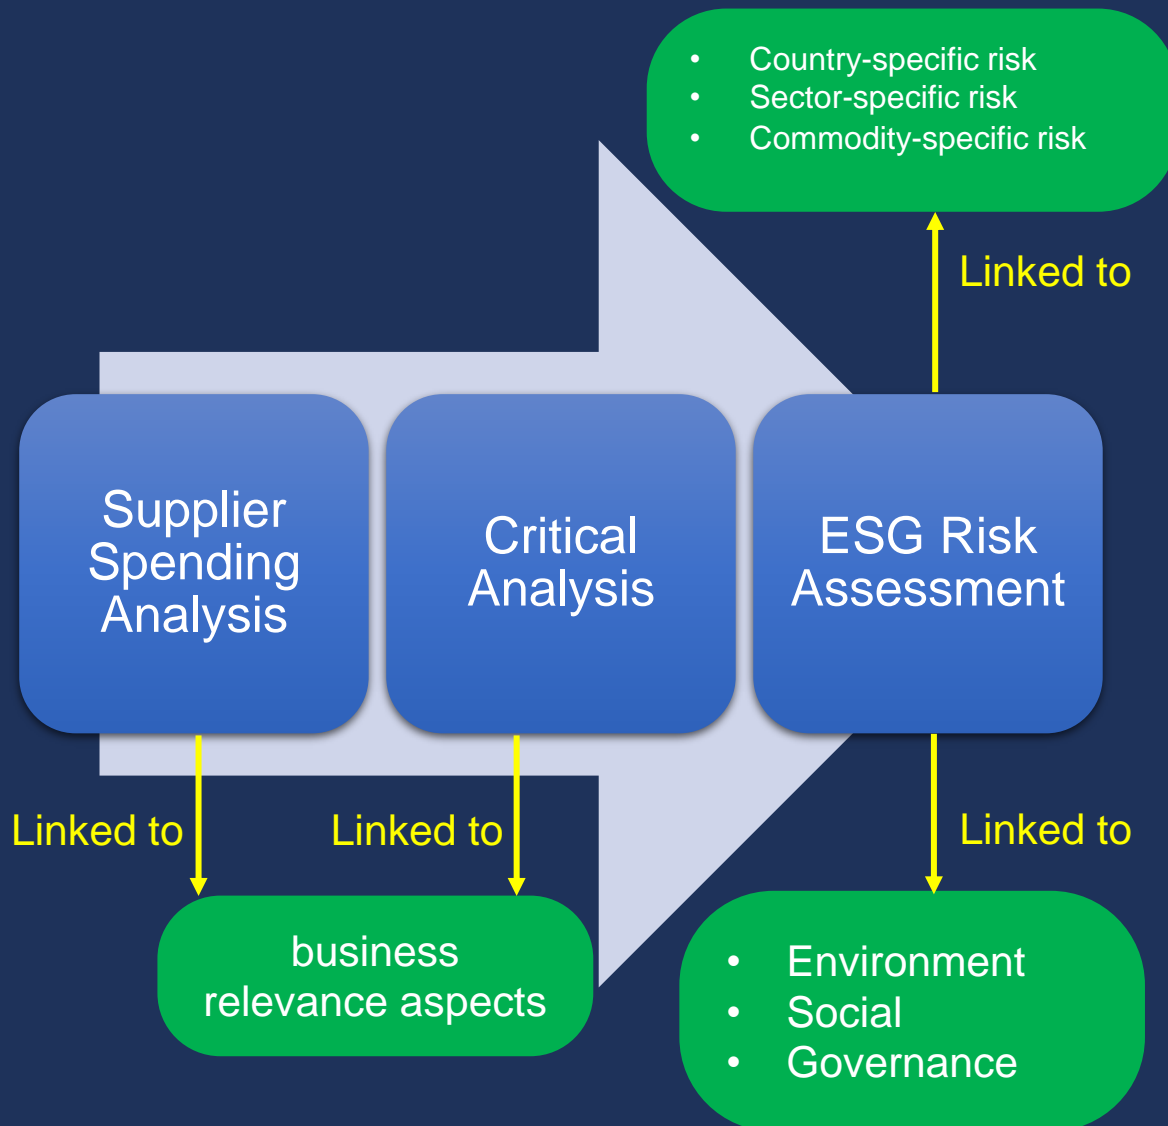 • Country-specific risk
• Sector-specific risk
• Commodity-specific risk
Linked to
Supplier
Spending
Analysis
Critical
Analysis
ESG Risk
Assessment
Linked to
Linked to
Linked to
business
relevance aspects
• Environment
• Social
• Governance